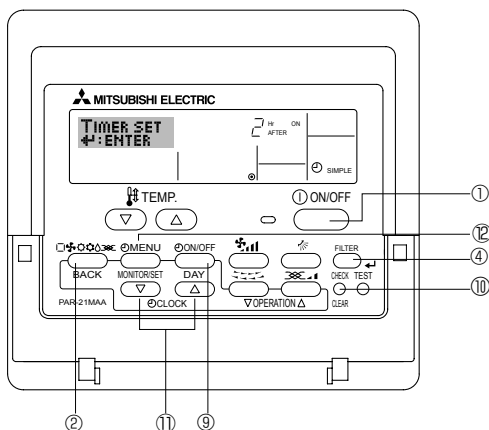 MITSUBISHI ELECTRIC
TIMER SET
:ENTER
2 Hr ON
AFTER
SIMPLE
TEMP.
ON/OFF
①
⑫
MENU ON/OFF FILTER
④
BACK MONITOR/SET DAY CHECK TEST
PAR-21MAA CLOCK OPERATION CLEAR
⑩
② ⑪ ⑨